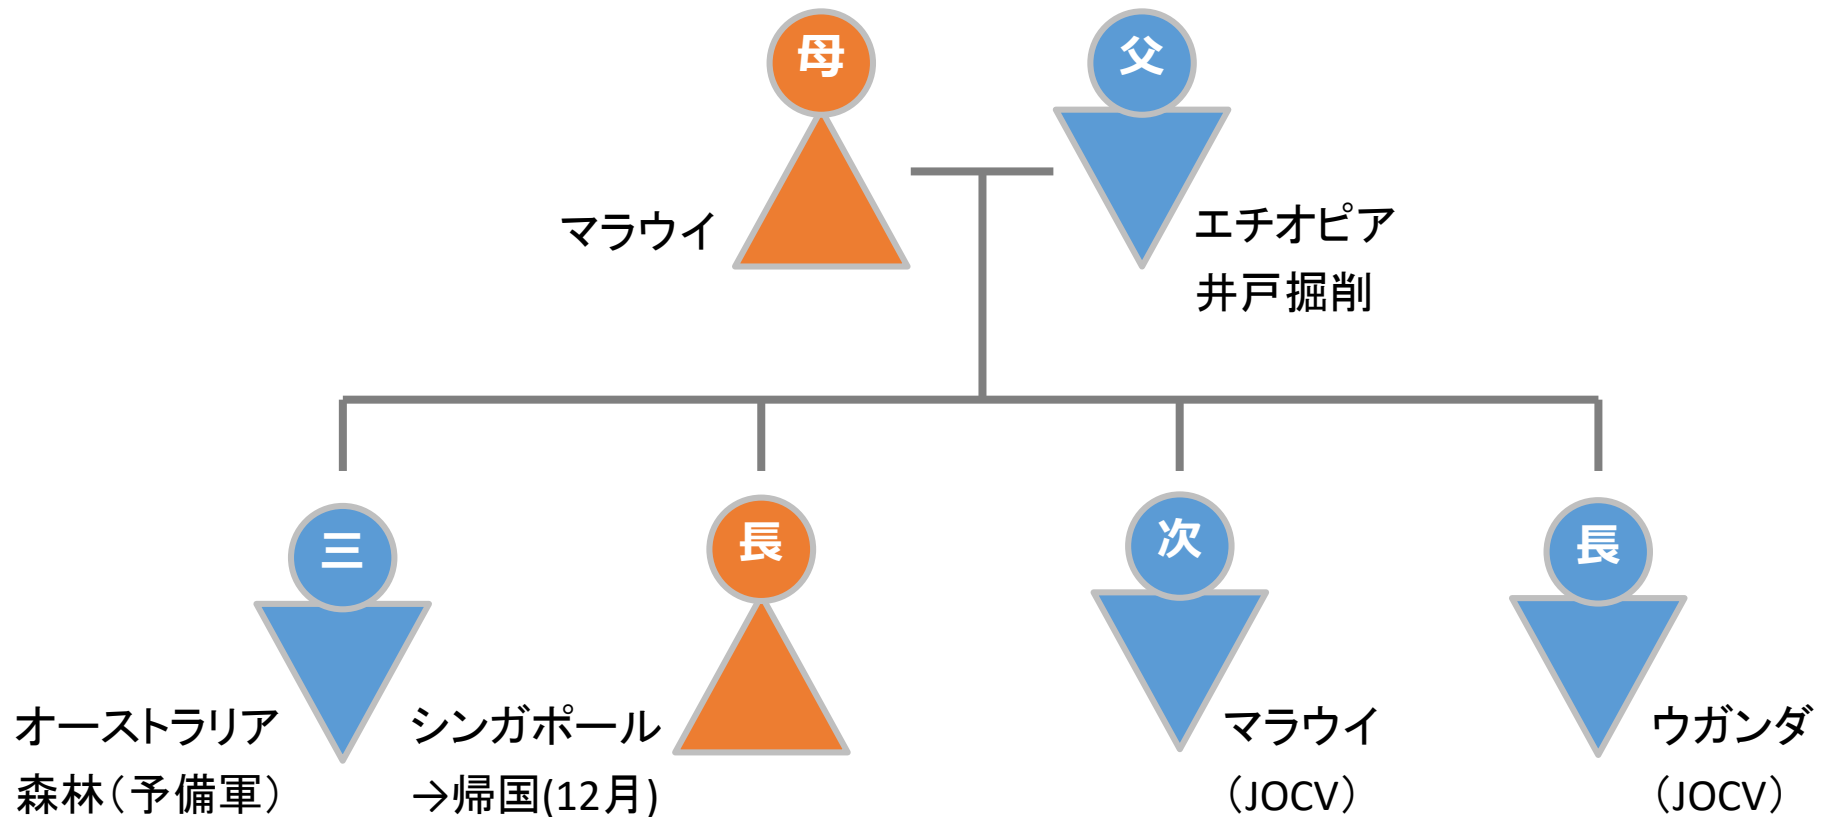 母
父
マラウイ
エチオピア
井戸掘削
三
長
次
長
オーストラリア
森林（予備軍）
シンガポール
→帰国(12月)
マラウイ
（JOCV）
ウガンダ
（JOCV）